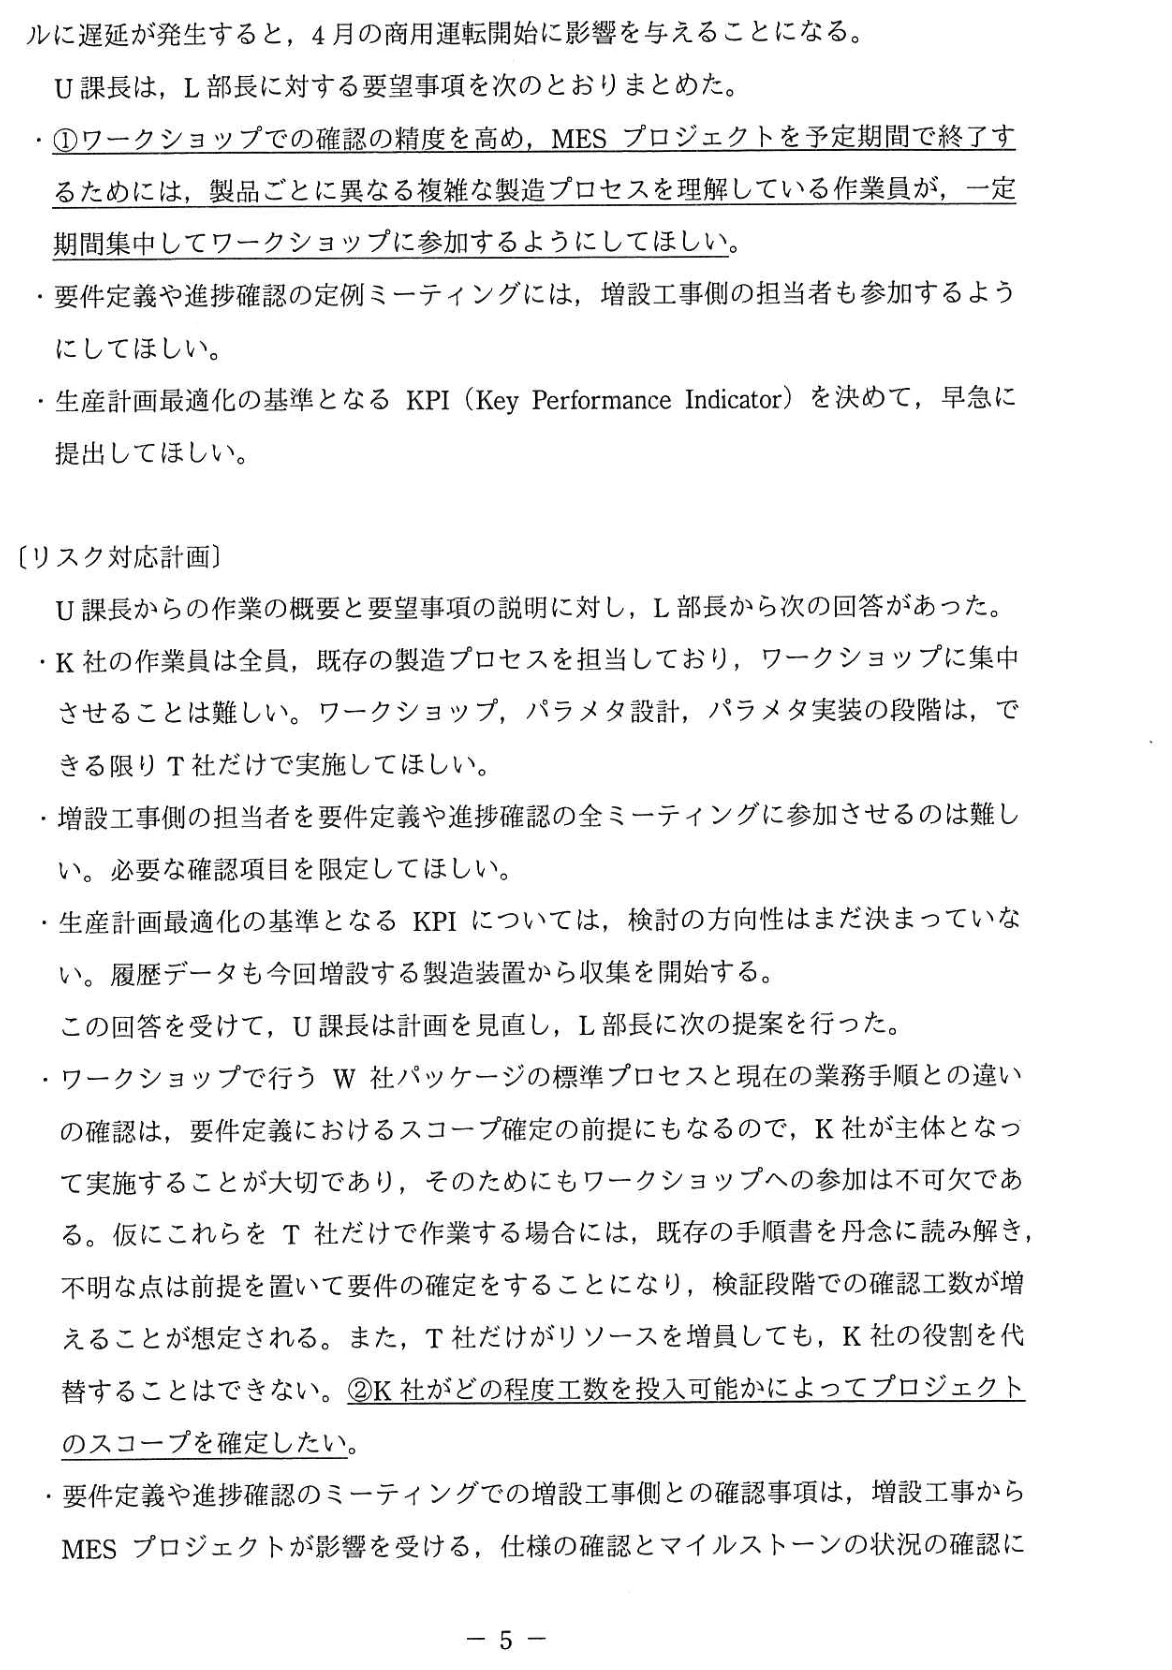 ルに遅延が発生すると，4月の商用運転開始に影響を与えることになる。
U課長は，L部長に対する要望事項を次のとおりまとめた。
・①ワークショップでの確認の精度を高め，MES プロジェクトを予定期間で終了す
るためには，製品ごとに異なる複雑な製造プロセスを理解している作業員が，一定
期間集中してワークショップに参加するようにしてほしい。
・要件定義や進捗確認の定例ミーティングには，増設工事側の担当者も参加するよう
にしてほしい。
・生産計画最適化の基準となる KPI（Key Performance Indicator）を決めて，早急に
提出してほしい。
〔リスク対応計画〕
U課長からの作業の概要と要望事項の説明に対し，L部長から次の回答があった。
・K社の作業員は全員，既存の製造プロセスを担当しており，ワークショップに集中
させることは難しい。ワークショップ，パラメタ設計，パラメタ実装の段階は，で
きる限りT社だけで実施してほしい。
・増設工事側の担当者を要件定義や進捗確認の全ミーティングに参加させるのは難し
い。必要な確認項目を限定してほしい。
・生産計画最適化の基準となる KPI については，検討の方向性はまだ決まっていな
い。履歴データも今回増設する製造装置から収集を開始する。
この回答を受けて，U課長は計画を見直し，L部長に次の提案を行った。
・ワークショップで行う W 社パッケージの標準プロセスと現在の業務手順との違い
の確認は，要件定義におけるスコープ確定の前提にもなるので，K社が主体となっ
て実施することが大切であり，そのためにもワークショップへの参加は不可欠であ
る。仮にこれらを T 社だけで作業する場合には，既存の手順書を丹念に読み解き，
不明な点は前提を置いて要件の確定をすることになり，検証段階での確認工数が増
えることが想定される。また，T社だけがリソースを増員しても，K社の役割を代
替することはできない。②K社がどの程度工数を投入可能かによってプロジェクト
のスコープを確定したい。
・要件定義や進捗確認のミーティングでの増設工事側との確認事項は，増設工事から
MES プロジェクトが影響を受ける，仕様の確認とマイルストーンの状況の確認に
－ 5 －